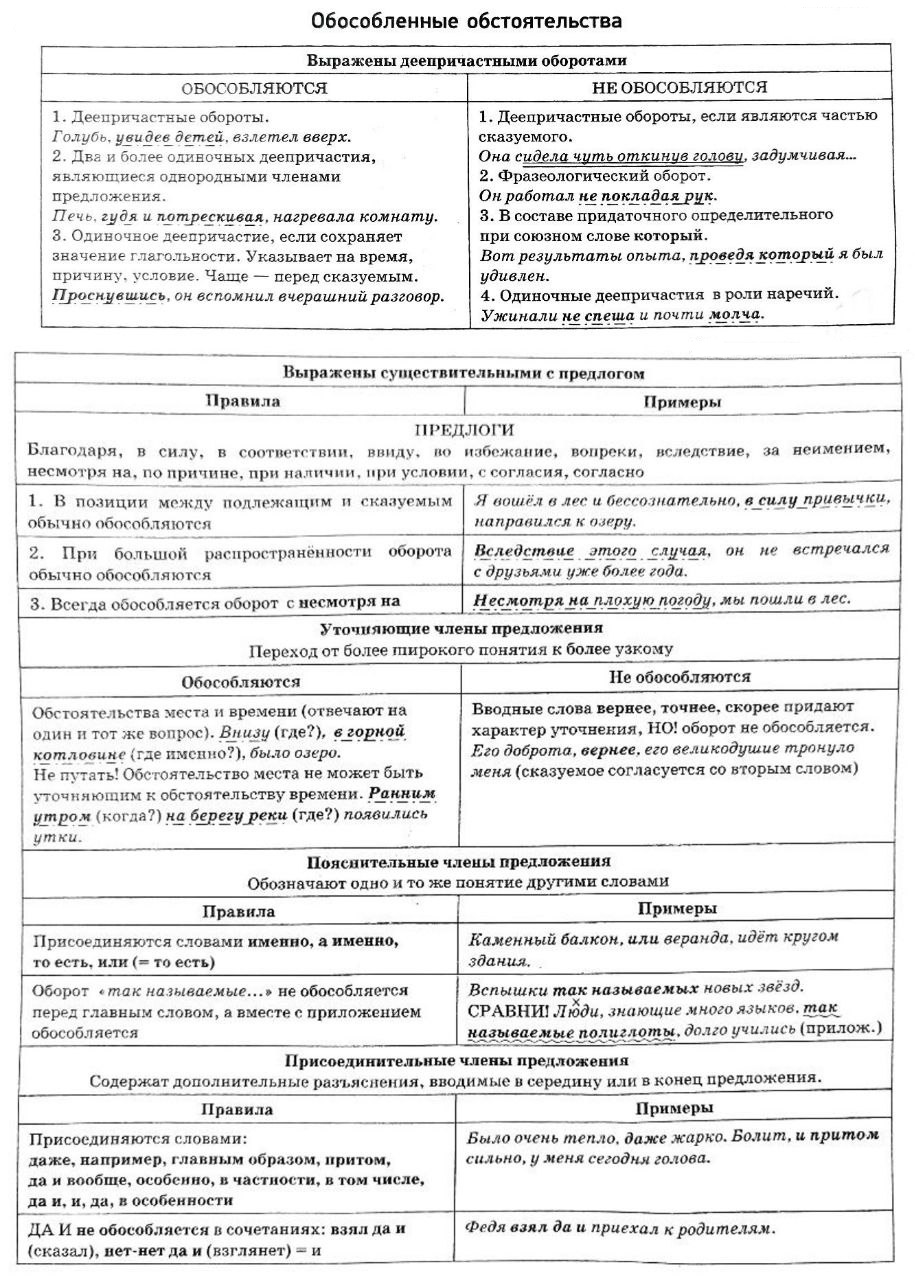 Обособленные обстоятельства
Выражены деепричастными оборотами
ОБОСОБЛЯЮТСЯ
1. Деепричастные обороты.
Голубь, увидев детей, взлетел вверх.
2. Два и более одиночных деепричастия,
являющиеся однородными членами
предложения.
Печь, гудя и потрескивая, нагревала комнату.
3. Одиночное деепричастие, если сохраняет
значение глагольности. Указывает на время,
причину, условие. Чаще — перед сказуемым.
Проснувшись, он вспомнил вчерашний разговор.
НЕ ОБОСОБЛЯЮТСЯ
1. Деепричастные обороты, если являются частью
сказуемого.
Она сидела чуть откинув голову, задумчивая...
2. Фразеологический оборот.
Он работал не покладая рук.
3. В составе придаточного определительного
при союзном слове который.
Вот результаты опыта, проведя который я был
удивлен.
4. Одиночные деепричастия в роли наречий.
Ужинали не спеша и почти молча.
Выражены существительными с предлогом
Правила
Примеры
ПРЕДЛОГИ
Благодаря, в силу, в соответствии, ввиду, во избежание, вопреки, вследствие, за неимением,
несмотря на, по причине, при наличии, при условии, с согласия, согласно
1. В позиции между подлежащим и сказуемым
обычно обособляются
Я вошёл в лес и бессознательно, в силу привычки,
направился к озеру.
2. При большой распространённости оборота
обычно обособляются
Вследствие этого случая, он не встречался
с друзьями уже более года.
3. Всегда обособляется оборот с несмотря на
Несмотря на плохую погоду, мы пошли в лес.
Уточняющие члены предложения
Переход от более широкого понятия к более узкому
Обособляются
Обстоятельства места и времени (отвечают на
один и тот же вопрос). Внизу (где?), в горной
котловине (где именно?), было озеро.
Не путать! Обстоятельство места не может быть
уточняющим к обстоятельству времени. Ранним
утром (когда?) на берегу реки (где?) появились
утки.
Не обособляются
Вводные слова вернее, точнее, скорее придают
характер уточнения, НО! оборот не обособляется.
Его доброта, вернее, его великодушие тронуло
меня (сказуемое согласуется со вторым словом)
Пояснительные члены предложения
Обозначают одно и то же понятие другими словами
Правила
Примеры
Присоединяются словами именно, а именно,
то есть, или (= то есть)
Каменный балкон, или веранда, идёт кругом
здания.
Оборот «так называемые...» не обособляется
перед главным словом, а вместе с приложением
обособляется
Вспышки так называемых новых звёзд.
СРАВНИ! Люди, знающие много языков, так
называемые полиглоты, долго учились (прилож.)
Присоединительные члены предложения
Содержат дополнительные разъяснения, вводимые в середину или в конец предложения.
Правила
Примеры
Присоединяются словами:
даже, например, главным образом, притом,
да и вообще, особенно, в частности, в том числе,
да и, и, да, в особенности
Было очень тепло, даже жарко. Болит, и притом
сильно, у меня сегодня голова.
ДА И не обособляется в сочетаниях: взял да и
(сказал), нет-нет да и (взглянет) = и
Федя взял да и приехал к родителям.